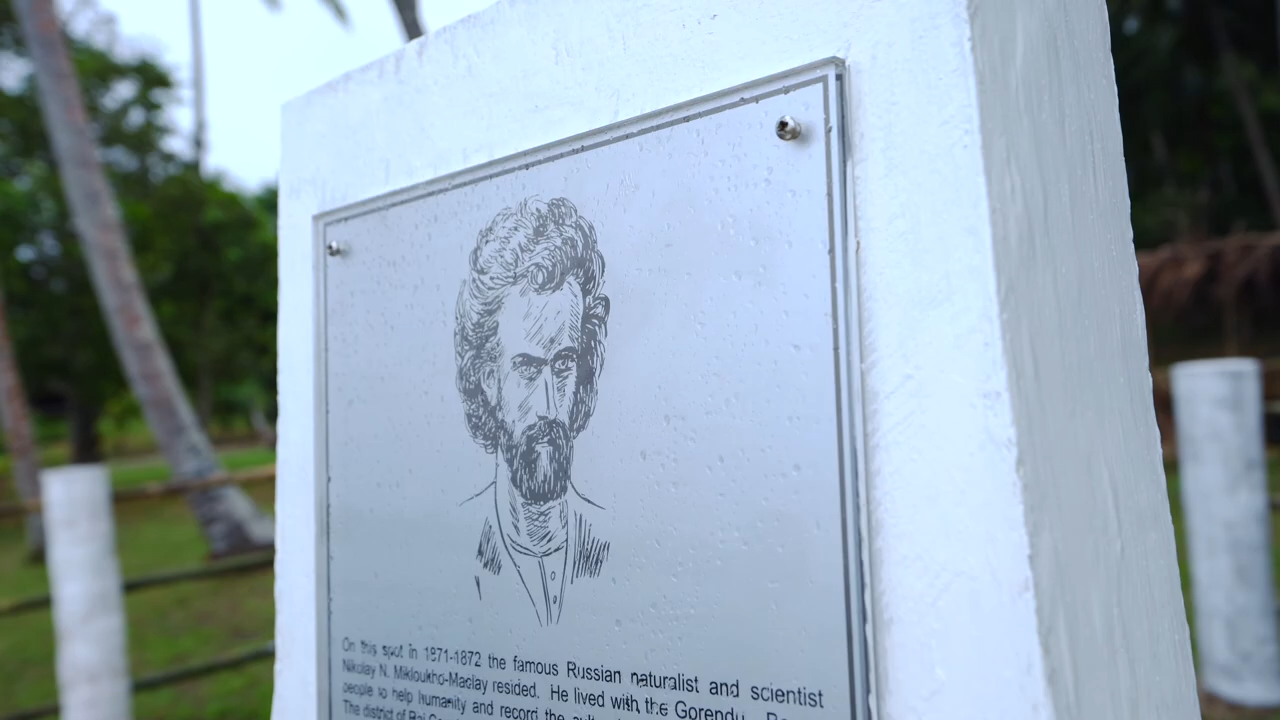 On this spot in 1871-1872 the famous Russian naturalist and scientist
Nikolay N. Mikloukho-Maclay resided. He lived with the Gorendu
people to help humanity and record the
The district of Rai